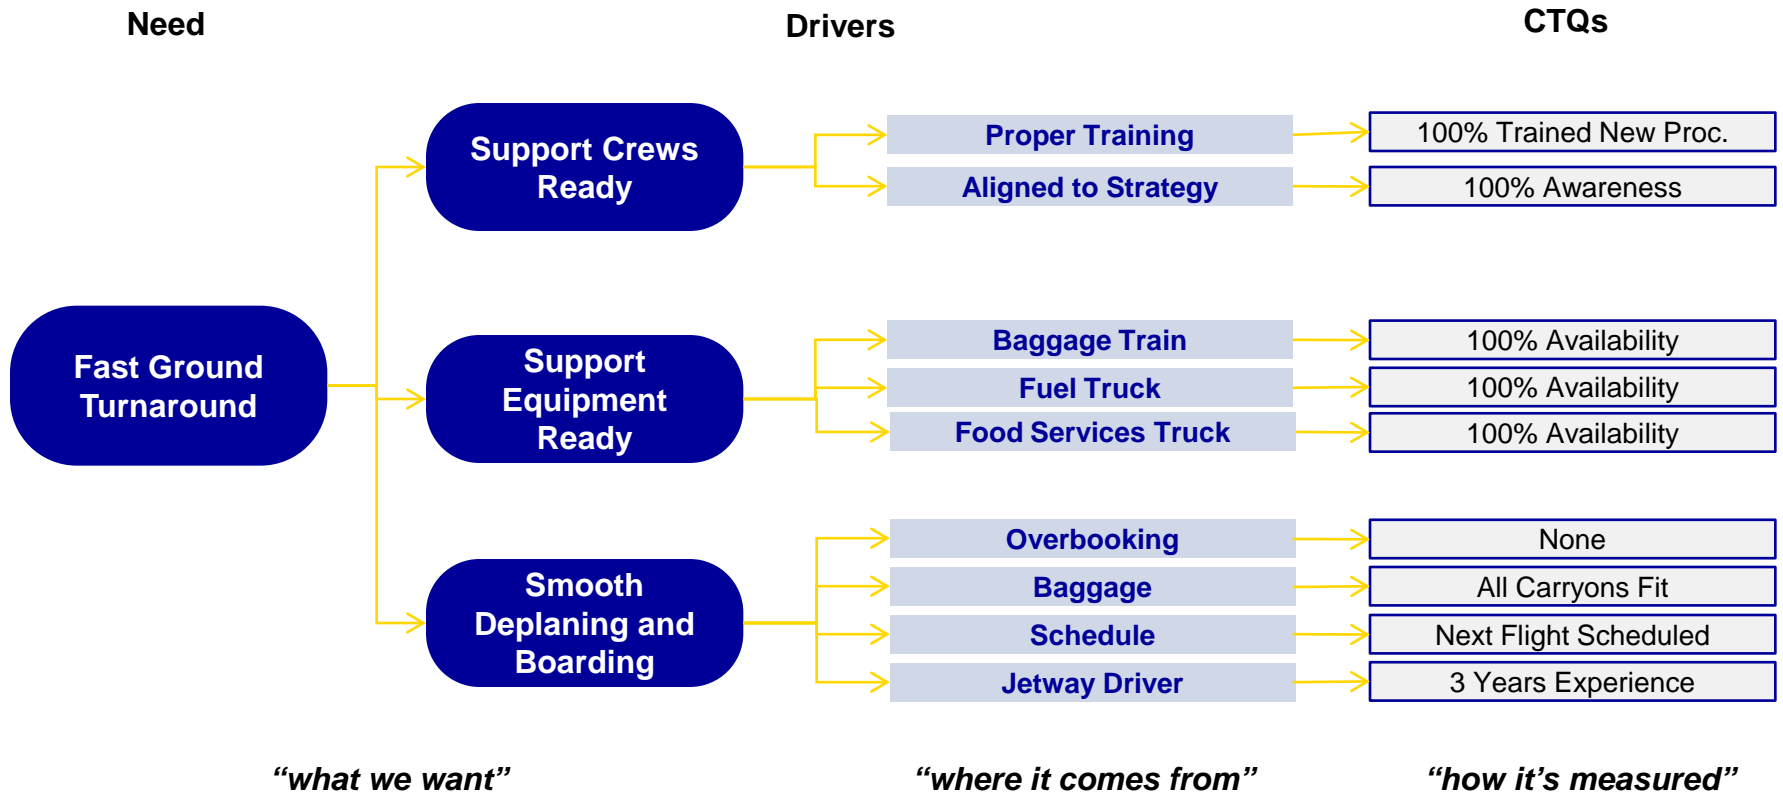 Need
Drivers
CTQs
Fast Ground
Turnaround
Support Crews
Ready
Proper Training
100% Trained New Proc.
Aligned to Strategy
100% Awareness
Support
Equipment
Ready
Baggage Train
100% Availability
Fuel Truck
100% Availability
Food Services Truck
100% Availability
Smooth
Deplaning and
Boarding
Overbooking
None
Baggage
All Carryons Fit
Schedule
Next Flight Scheduled
Jetway Driver
3 Years Experience
“what we want”
“where it comes from”
“how it’s measured”